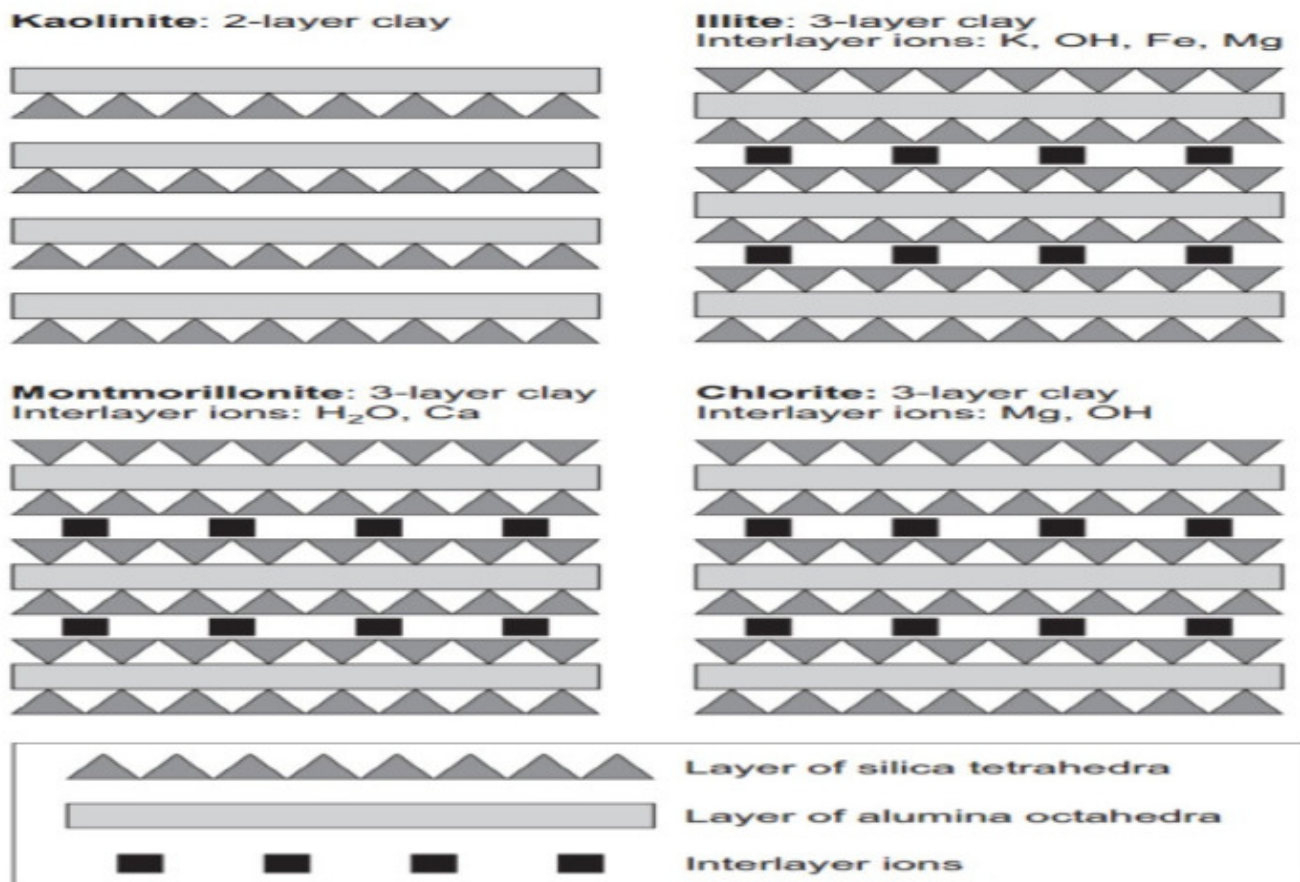 Kaolinite: 2-layer clay
Illite: 3-layer clay
Interlayer ions: K, OH, Fe, Mg
Montmorillonite: 3-layer clay
Interlayer ions: H₂O, Ca
Chlorite: 3-layer clay
Interlayer ions: Mg, OH
Layer of silica tetrahedra
Layer of alumina octahedra
Interlayer ions